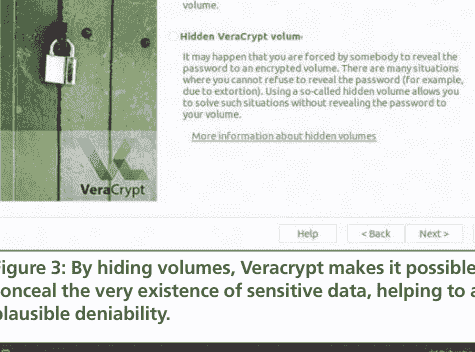 volume.
Hidden VeraCrypt volum
It may happen that you are forced by somebody to reveal the
password to an encrypted volume. There are many situations
where you cannot refuse to reveal the password (for example,
due to extortion). Using a so-called hidden volume allows you
to solve such situations without revealing the password to
your volume.
More information about hidden volumes
VeraCrypt
Help < Back Next >
igure 3: By hiding volumes, Veracrypt makes it possible
onceal the very existence of sensitive data, helping to a
plausible deniability.